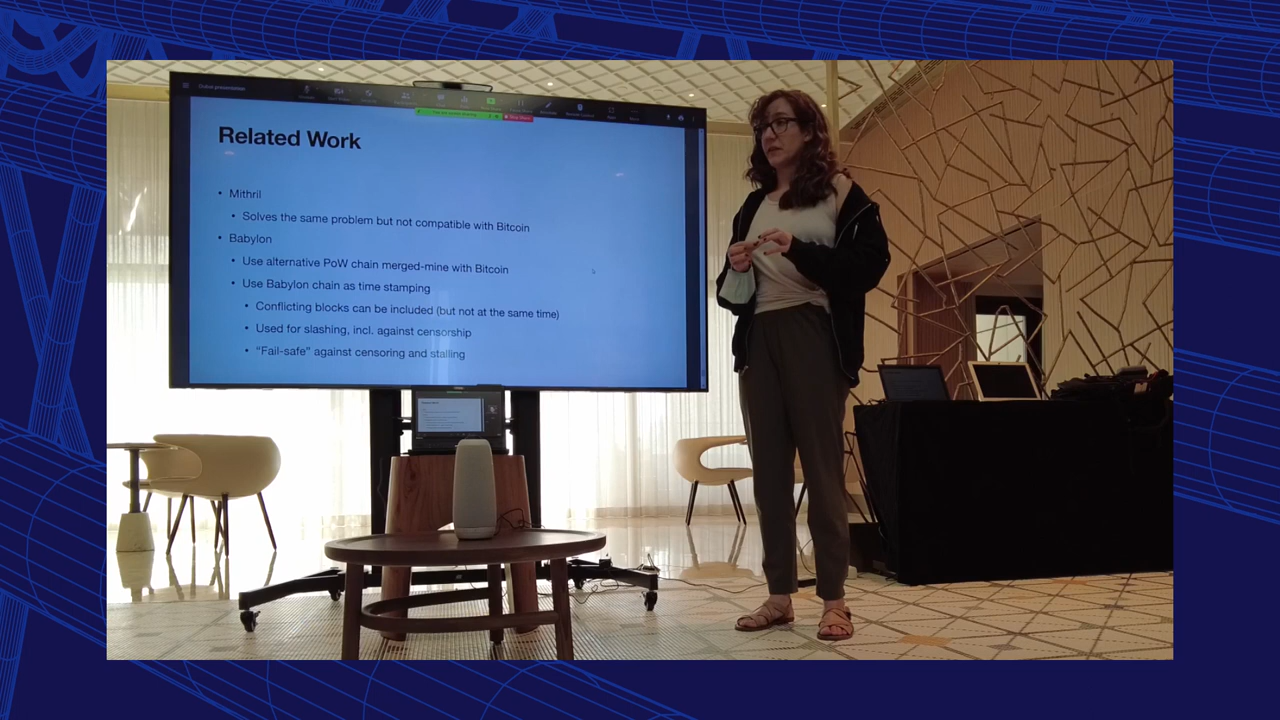 Stop Share
Related Work
• Mithril
• Solves the same problem but not compatible with Bitcoin
• Babylon
• Use alternative PoW chain merged-mine with Bitcoin
• Use Babylon chain as time stamping
• Conflicting blocks can be included (but not at the same time)
• Used for slashing, incl. against censorship
• "Fail-safe" against censoring and stalling